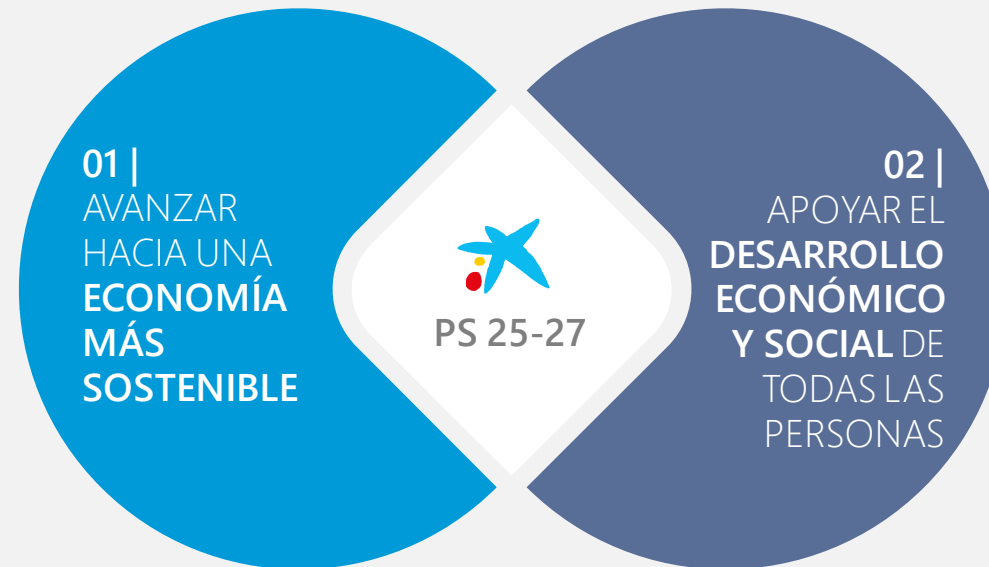 01 |
AVANZAR
HACIA UNA
ECONOMÍA
MÁS
SOSTENIBLE
PS 25-27
02 |
APOYAR EL
DESARROLLO
ECONÓMICO
Y SOCIAL DE
TODAS LAS
PERSONAS